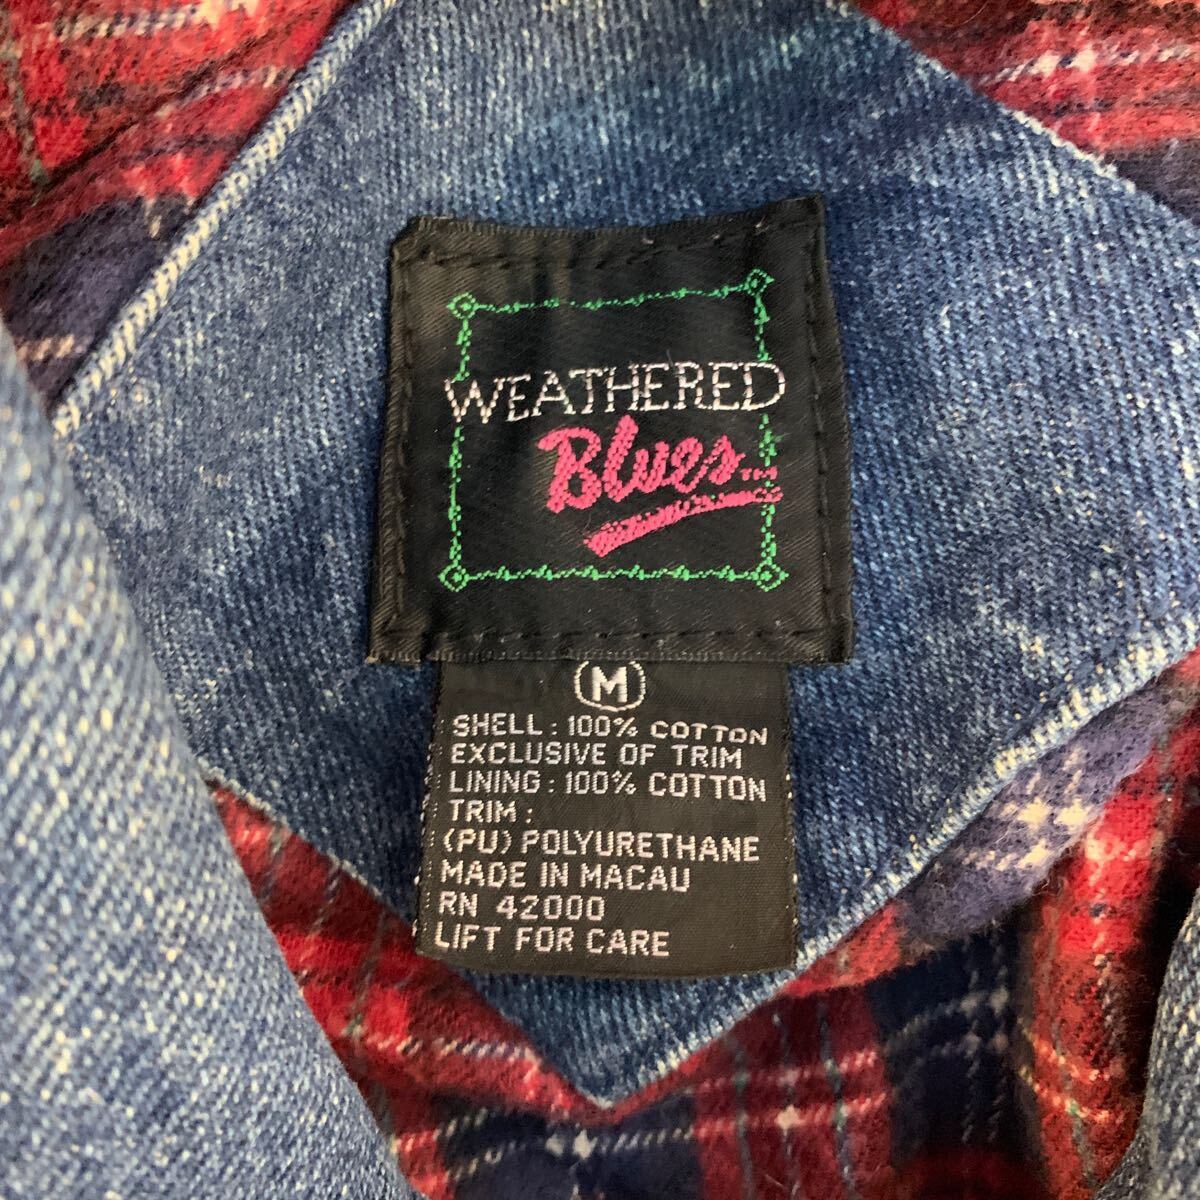 WEATHERED
Blues™
M
SHELL : 100% COTTON
EXCLUSIVE OF TRIM
LINING : 100% COTTON
TRIM :
(PU) POLYURETHANE
MADE IN MACAU
RN 42000
LIFT FOR CARE